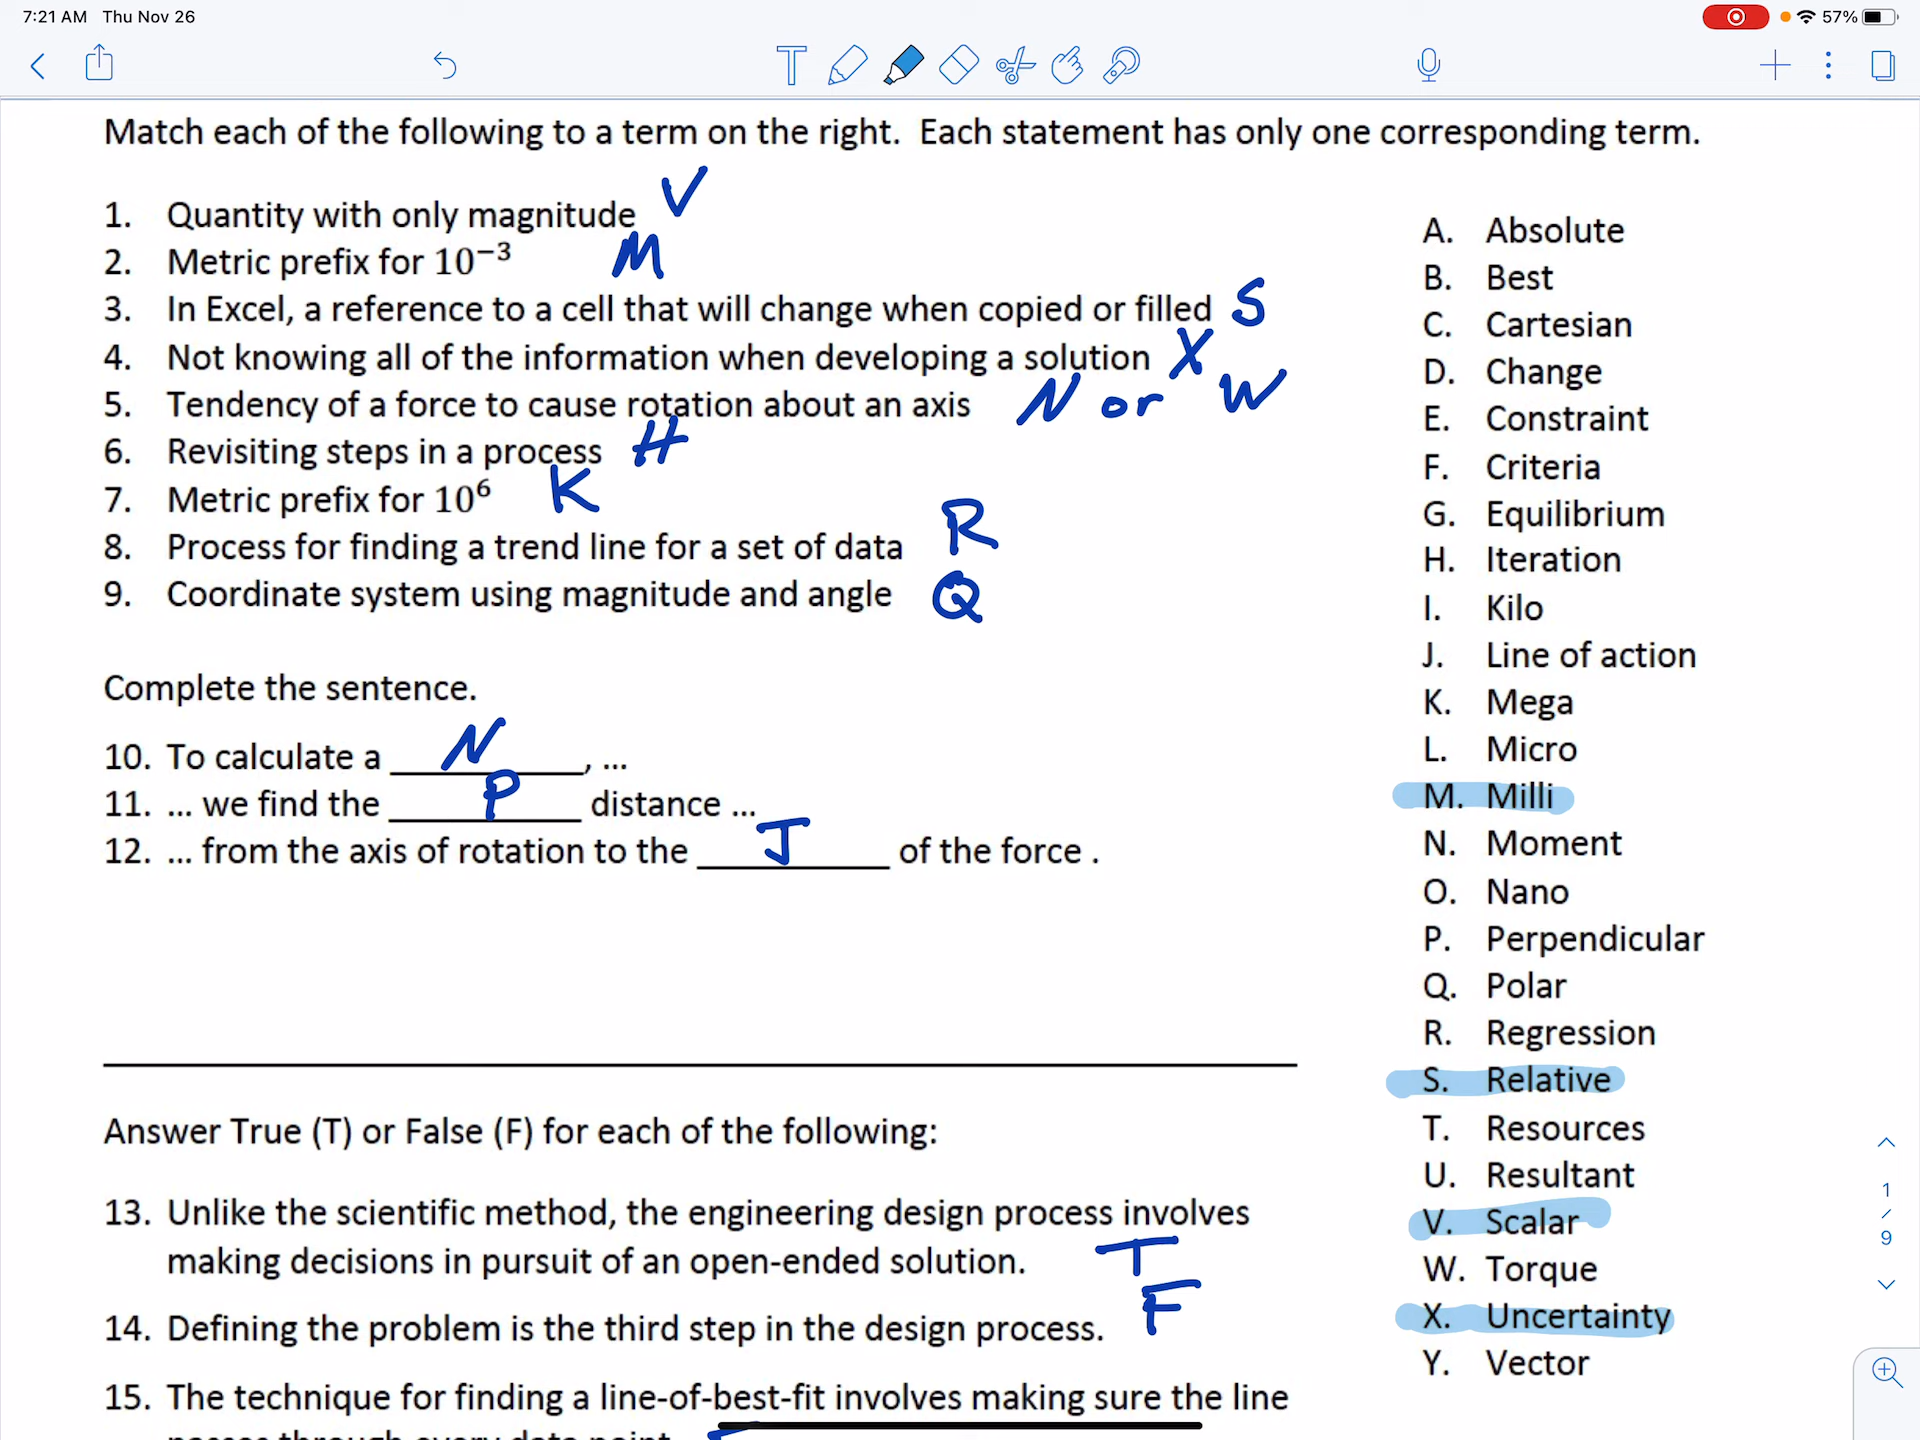 7:21 AM Thu Nov 26
57%
Match each of the following to a term on the right. Each statement has only one corresponding term.
1. Quantity with only magnitude V
2. Metric prefix for 10⁻³ M
3. In Excel, a reference to a cell that will change when copied or filled S
4. Not knowing all of the information when developing a solution X
5. Tendency of a force to cause rotation about an axis N or W
6. Revisiting steps in a process H
7. Metric prefix for 10⁶ K
8. Process for finding a trend line for a set of data R
9. Coordinate system using magnitude and angle Q
Complete the sentence.
10. To calculate a N, ...
11. ... we find the P distance ...
12. ... from the axis of rotation to the J of the force .
Answer True (T) or False (F) for each of the following:
13. Unlike the scientific method, the engineering design process involves
making decisions in pursuit of an open-ended solution. T
14. Defining the problem is the third step in the design process. F
15. The technique for finding a line-of-best-fit involves making sure the line
passes through every data point.
A. Absolute
B. Best
C. Cartesian
D. Change
E. Constraint
F. Criteria
G. Equilibrium
H. Iteration
I. Kilo
J. Line of action
K. Mega
L. Micro
M. Milli
N. Moment
O. Nano
P. Perpendicular
Q. Polar
R. Regression
S. Relative
T. Resources
U. Resultant
V. Scalar
W. Torque
X. Uncertainty
Y. Vector
1
/
9